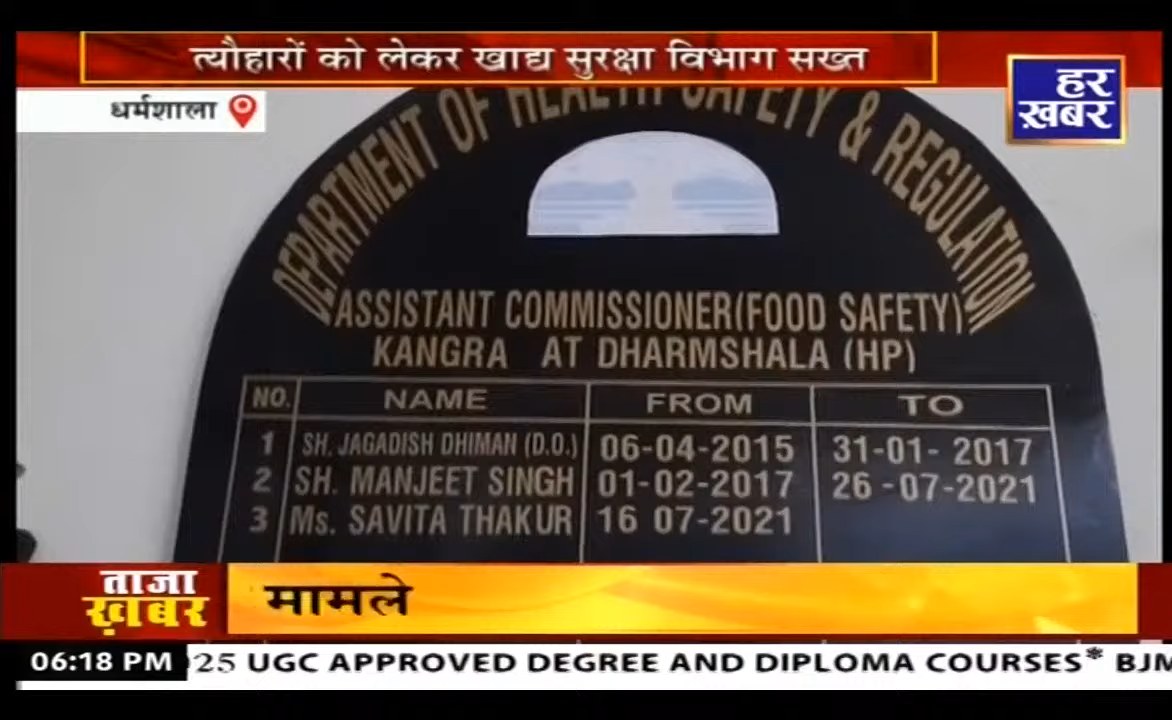 त्यौहारों को लेकर खाद्य सुरक्षा विभाग सख्त
धर्मशाला
हर
ख़बर
DEPARTMENT OF HEALTH SAFETY & REGULATION
ASSISTANT COMMISSIONER(FOOD SAFETY)
KANGRA AT DHARMSHALA (HP)
NO. NAME FROM TO
1 SH. JAGADISH DHIMAN (D.O.) 06-04-2015 31-01- 2017
2 SH. MANJEET SINGH 01-02-2017 26 -07-2021
3 Ms. SAVITA THAKUR 16 07-2021
ताजा
ख़बर
मामले
06:18 PM 25 UGC APPROVED DEGREE AND DIPLOMA COURSES* BJM